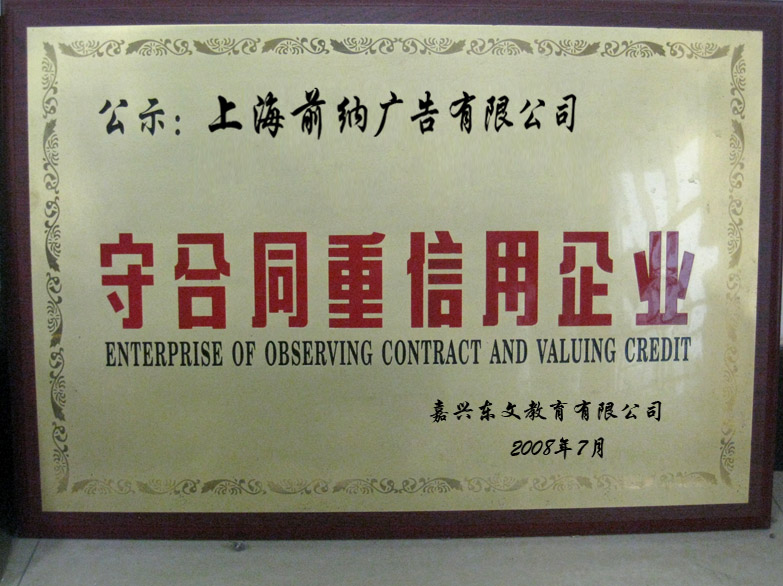 公示：上海前纳广告有限公司
守合同重信用企业
ENTERPRISE OF OBSERVING CONTRACT AND VALUING CREDIT
嘉兴东文教育有限公司
2008年7月